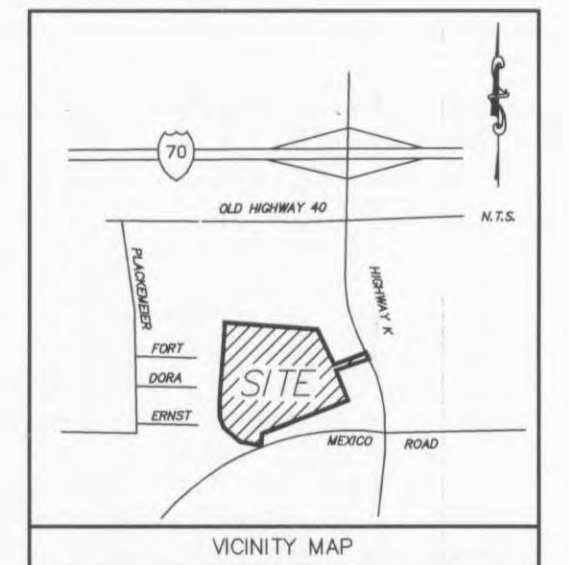 70
OLD HIGHWAY 40
N.T.S.
PLACKEMEIER
HIGHWAY K
FORT
DORA
SITE
ERNST
MEXICO ROAD
VICINITY MAP